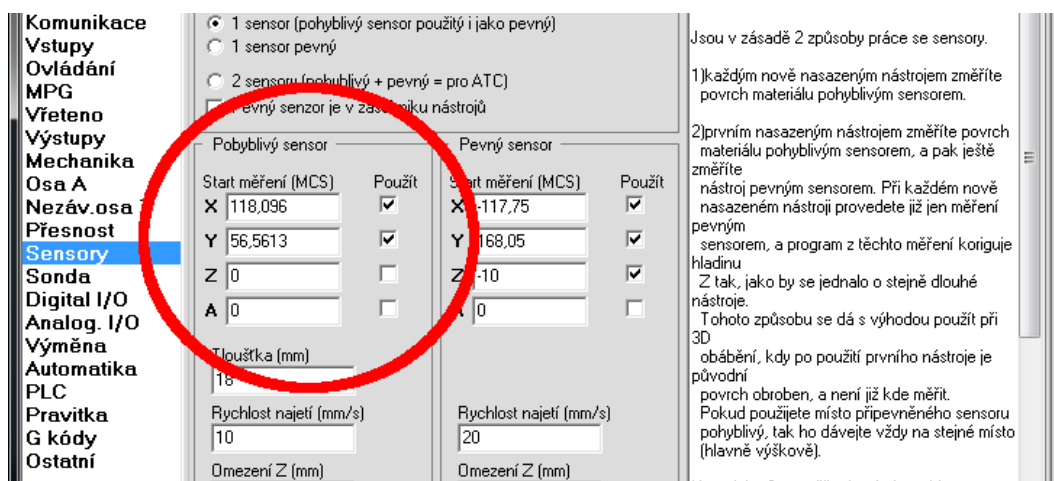 Komunikace
Vstupy
Ovládání
MPG
Vřeteno
Výstupy
Mechanika
Osa A
Nezáv.osa
Přesnost
Sensory
Sonda
Digital I/O
Analog. I/O
Výměna
Automatika
PLC
Pravitka
G kódy
Ostatní
1 sensor (pohyblivý sensor použitý i jako pevný)
1 sensor pevný
2 sensory (pohyblivý + pevný = pro ATC)
Pevný senzor je v zásobníku nástrojů
Pobyblivý sensor
Start měření (MCS) Použít
X 118,096
Y 56,5613
Z 0
A 0
Tloušťka (mm)
18
Rychlost najetí (mm/s)
10
Omezení Z (mm)
Pevný sensor
Start měření (MCS) Použít
X -117,75
Y 168,05
Z -10
A 0
Rychlost najetí (mm/s)
20
Omezení Z (mm)
Jsou v zásadě 2 způsoby práce se sensory.
1)každým nově nasazeným nástrojem změříte
povrch materiálu pohyblivým sensorem.
2)prvním nasazeným nástrojem změříte povrch
materiálu pohyblivým sensorem, a pak ještě
změříte
nástroj pevným sensorem. Při každém nově
nasazeném nástroji provedete již jen měření
pevným
sensorem, a program z těchto měření koriguje
hladinu
Z tak, jako by se jednalo o stejně dlouhé
nástroje.
Tohoto způsobu se dá s výhodou použít při
3D
obábění, kdy po použití prvního nástroje je
původní
povrch obroben, a není již kde měřit.
Pokud použijete místo připevněného sensoru
pohyblivý, tak ho dávejte vždy na stejné místo
(hlavně výškově).